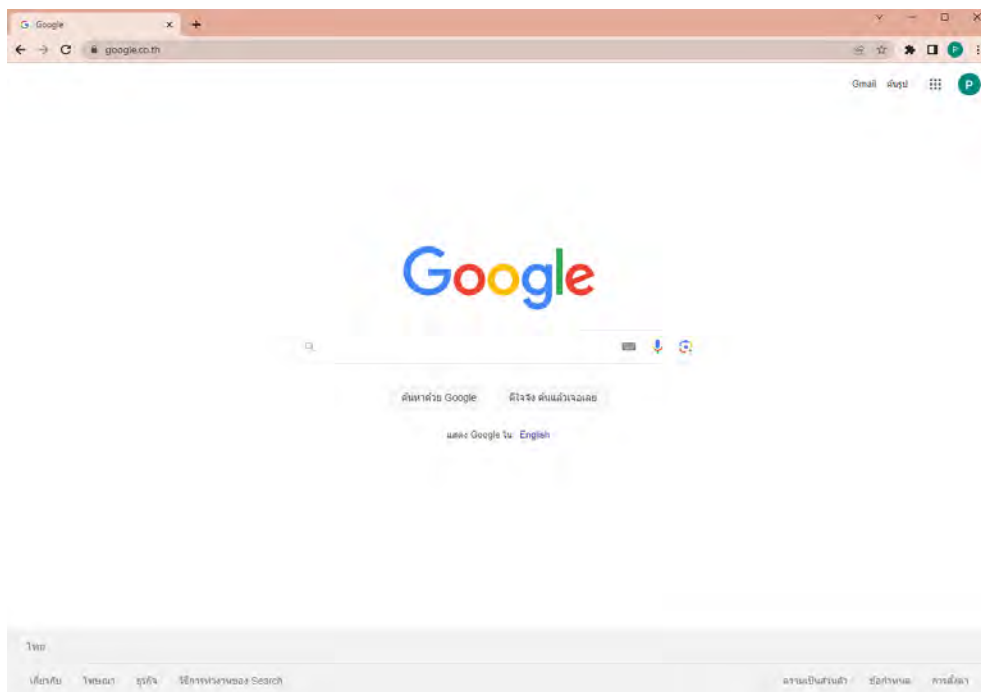 Google
google.co.th
Gmail ค้นรูป
P
Google
ค้นหาด้วย Google ดีใจจัง ค้นแล้วเจอเลย
แสดง Google ใน: English
ไทย
เกี่ยวกับ โฆษณา ธุรกิจ วิธีการทำงานของ Search
ความเป็นส่วนตัว ข้อกำหนด การตั้งค่า